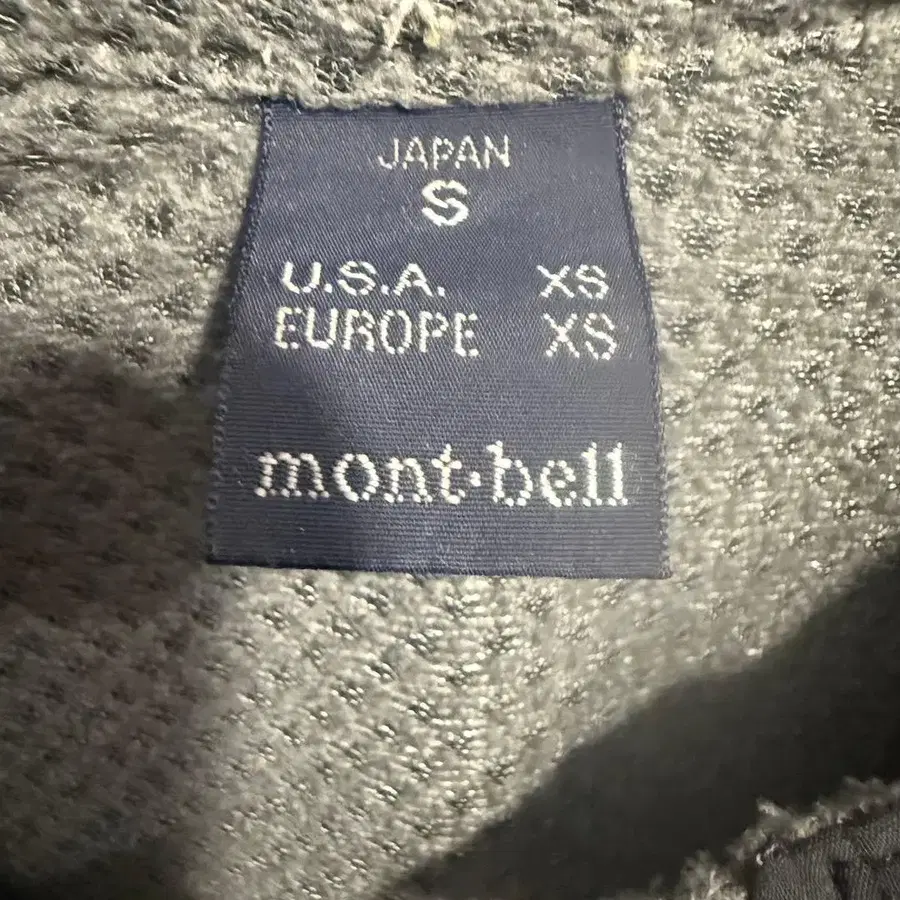 JAPAN
S
U.S.A. XS
EUROPE XS
mont·bell